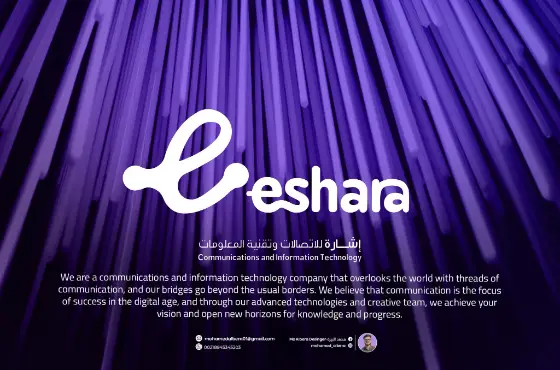 eshara
إشـــارة للاتصالات وتقنية المعلومات
Communications and Information Technology
We are a communications and information technology company that overlooks the world with threads of
communication, and our bridges go beyond the usual borders. We believe that communication is the focus
of success in the digital age, and through our advanced technologies and creative team, we achieve your
vision and open new horizons for knowledge and progress.